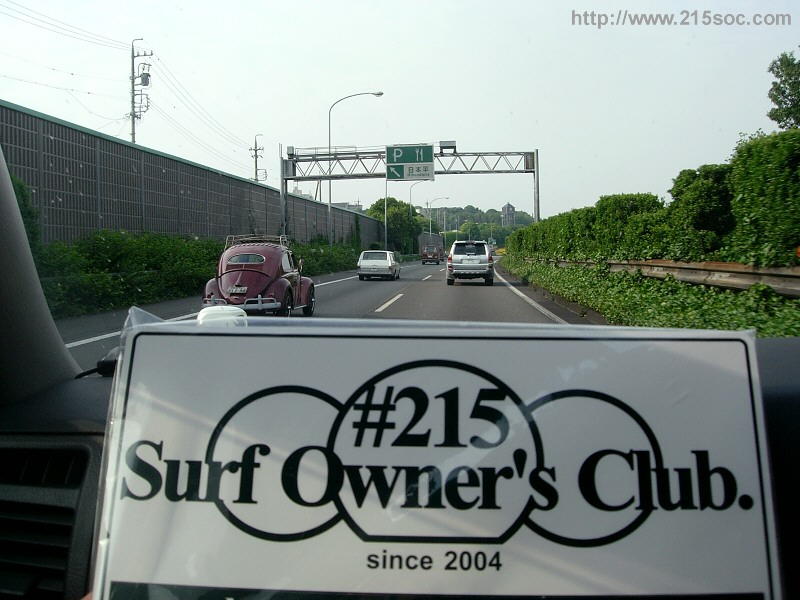 http://www.215soc.com
P
日本平
#215
Surf Owner's Club.
since 2004